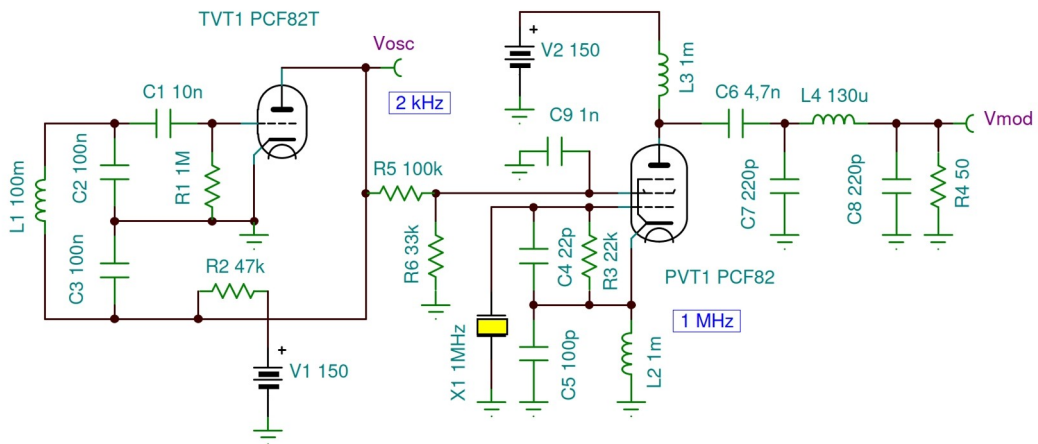 TVT1 PCF82T
Vosc
2 kHz
C1 10n
C2 100n
R1 1M
L1 100m
C3 100n
R2 47k
+
V1 150
R5 100k
R6 33k
+
V2 150
L3 1m
C9 1n
C6 4,7n
L4 130u
Vmod
C7 220p
C8 220p
R4 50
C4 22p
R3 22k
PVT1 PCF82
1 MHz
X1 1MHz
C5 100p
L2 1m